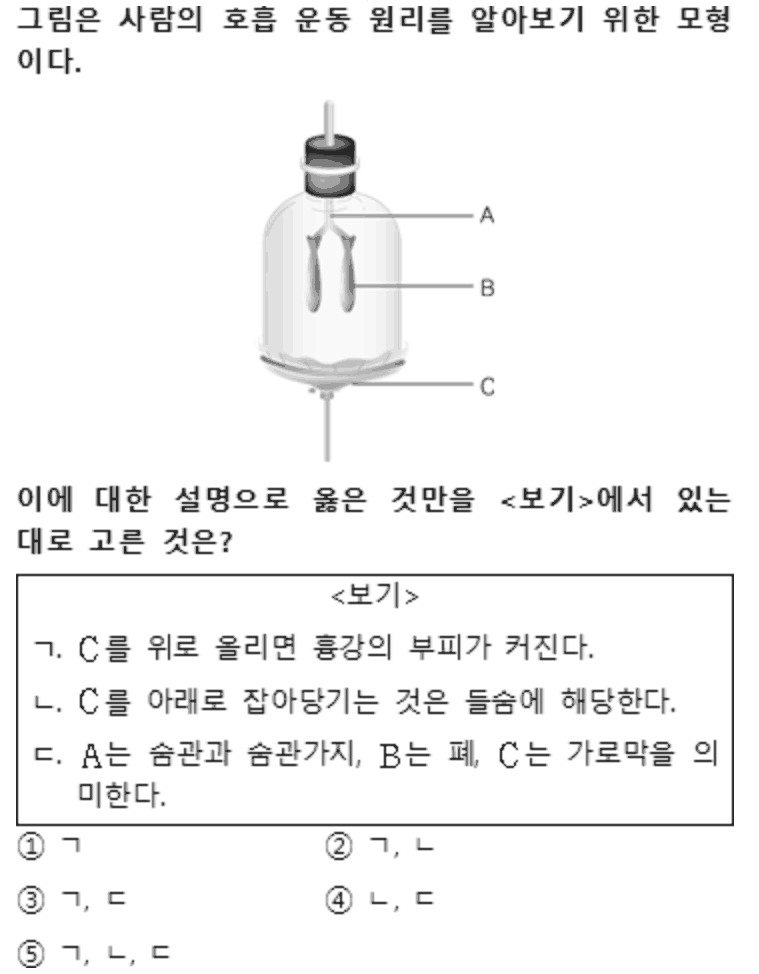 그림은 사람의 호흡 운동 원리를 알아보기 위한 모형
이다.
A
B
C
이에 대한 설명으로 옳은 것만을 <보기>에서 있는
대로 고른 것은?
<보기>
ㄱ. C를 위로 올리면 흉강의 부피가 커진다.
ㄴ. C를 아래로 잡아당기는 것은 들숨에 해당한다.
ㄷ. A는 숨관과 숨관가지, B는 폐, C는 가로막을 의
미한다.
① ㄱ ② ㄱ, ㄴ
③ ㄱ, ㄷ ④ ㄴ, ㄷ
⑤ ㄱ, ㄴ, ㄷ